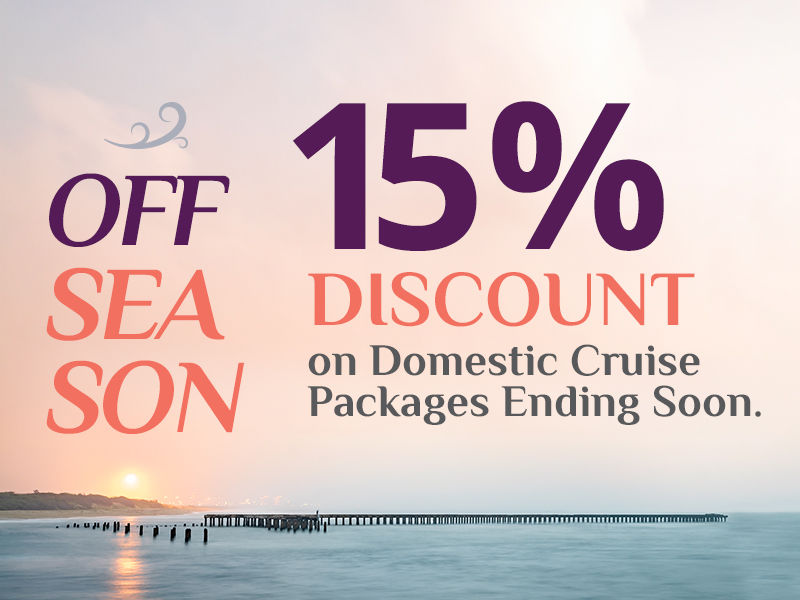 OFF
SEA
SON
15%
DISCOUNT
on Domestic Cruise
Packages Ending Soon.